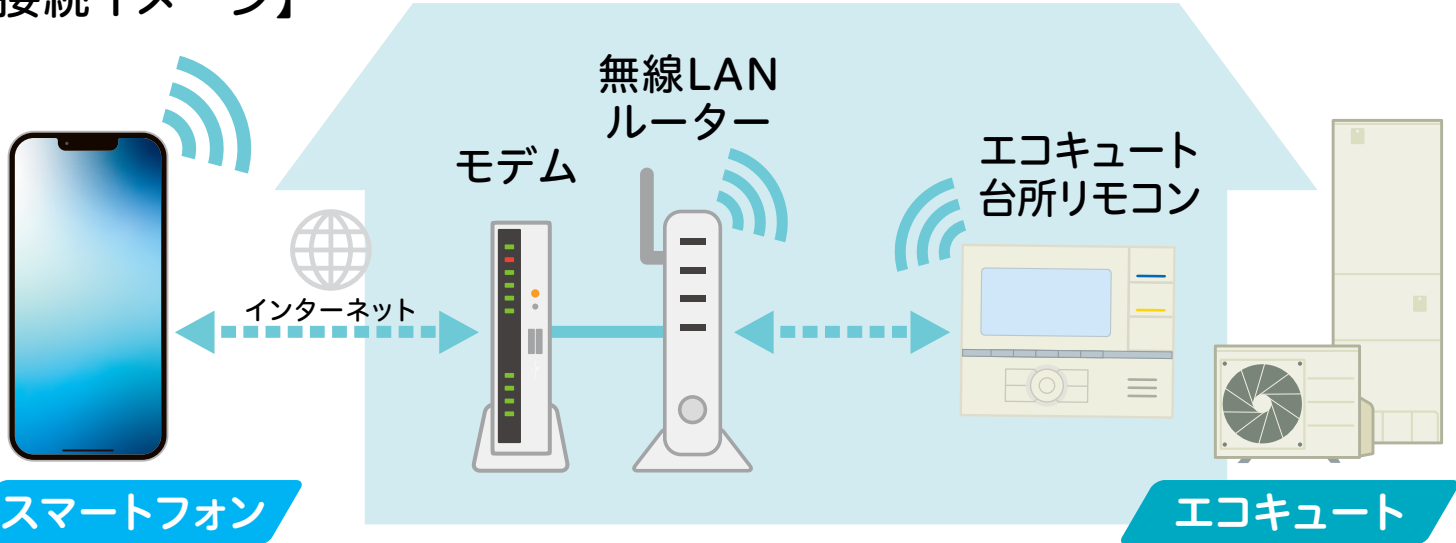 接続イメージ】
無線LAN
ルーター
モデム
エコキュート
台所リモコン
インターネット
スマートフォン
エコキュート